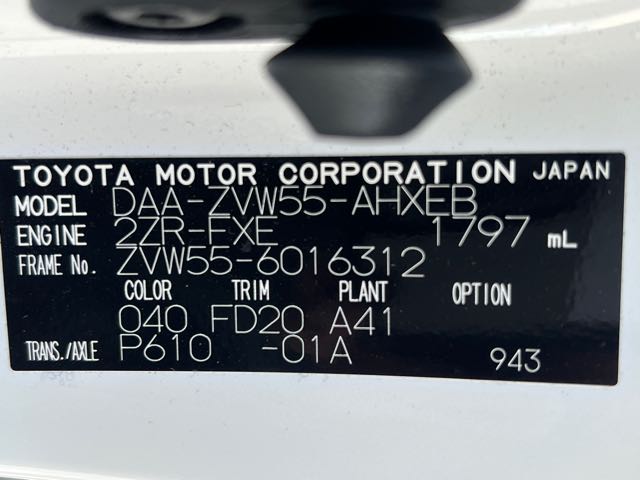 TOYOTA MOTOR CORPORATION JAPAN
MODEL DAA-ZVW55-AHXEB
ENGINE 2ZR-FXE 1797 mL
FRAME No. ZVW55-6016312
COLOR TRIM PLANT OPTION
040 FD20 A41
TRANS./AXLE P610 -01A 943